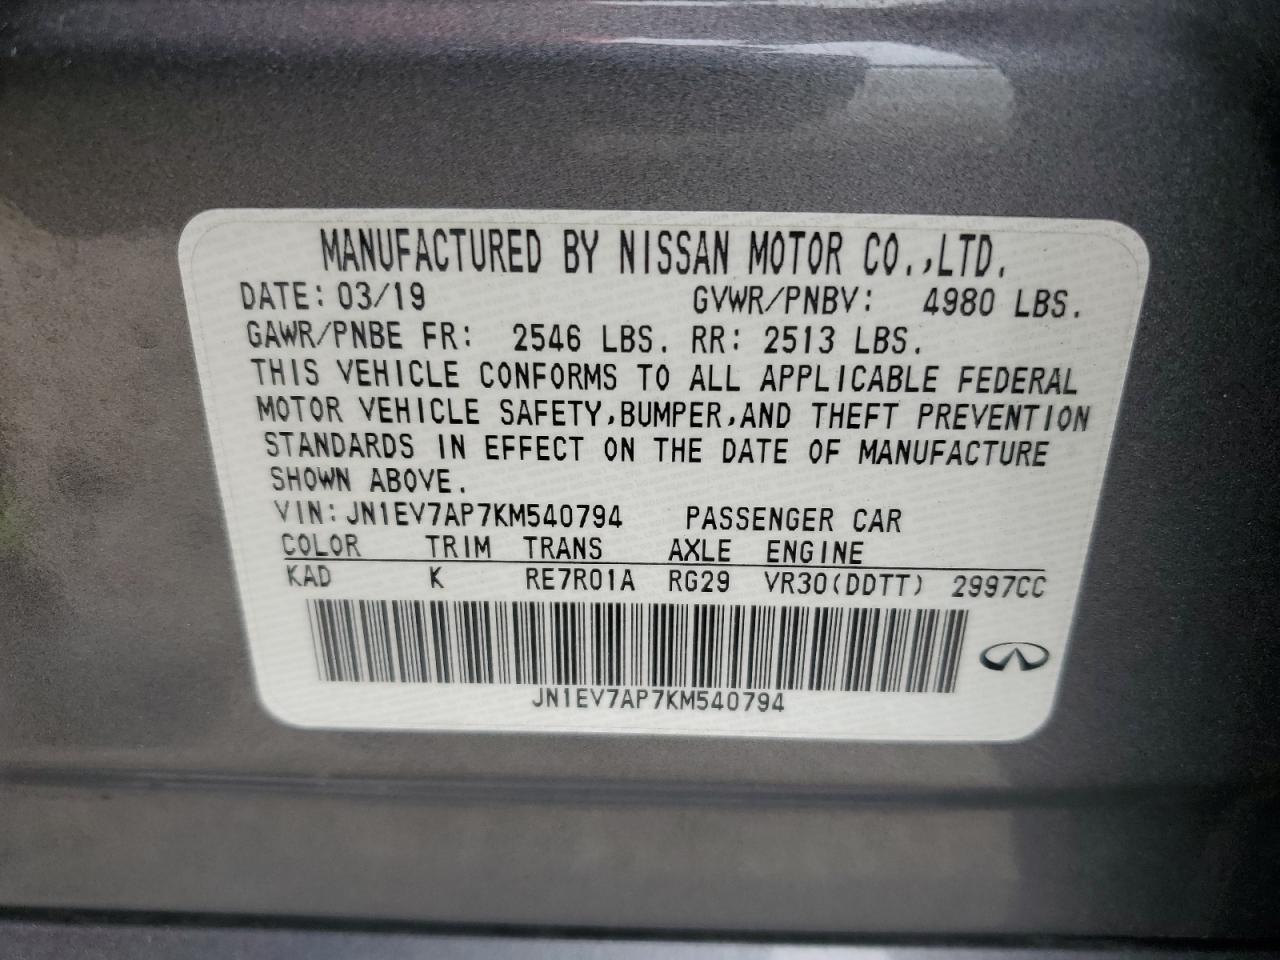 MANUFACTURED BY NISSAN MOTOR CO.,LTD.
DATE: 03/19 GVWR/PNBV: 4980 LBS.
GAWR/PNBE FR: 2546 LBS. RR: 2513 LBS.
THIS VEHICLE CONFORMS TO ALL APPLICABLE FEDERAL
MOTOR VEHICLE SAFETY,BUMPER,AND THEFT PREVENTION
STANDARDS IN EFFECT ON THE DATE OF MANUFACTURE
SHOWN ABOVE.
VIN:JN1EV7AP7KM540794 PASSENGER CAR
COLOR TRIM TRANS AXLE ENGINE
KAD K RE7R01A RG29 VR30(DDTT) 2997CC
JN1EV7AP7KM540794